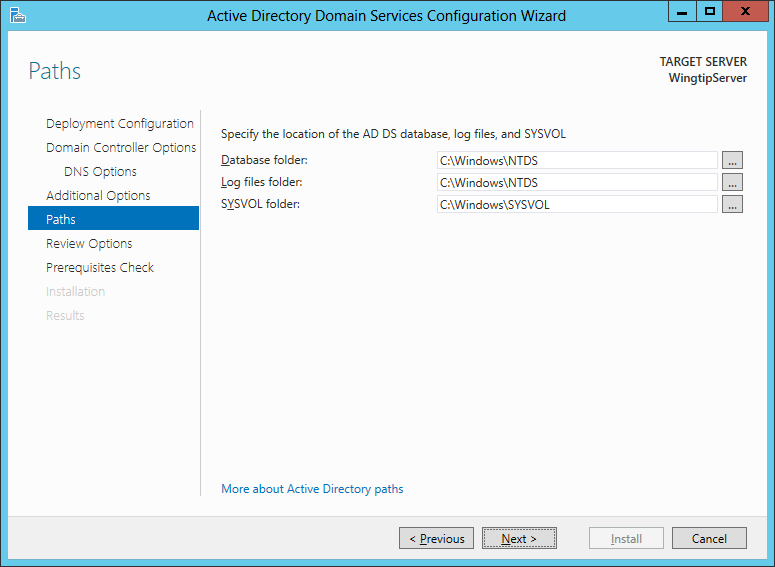 Active Directory Domain Services Configuration Wizard
Paths
TARGET SERVER
WingtipServer
Deployment Configuration
Domain Controller Options
DNS Options
Additional Options
Paths
Review Options
Prerequisites Check
Installation
Results
Specify the location of the AD DS database, log files, and SYSVOL
Database folder: C:\Windows\NTDS ...
Log files folder: C:\Windows\NTDS ...
SYSVOL folder: C:\Windows\SYSVOL ...
More about Active Directory paths
< Previous Next > Install Cancel